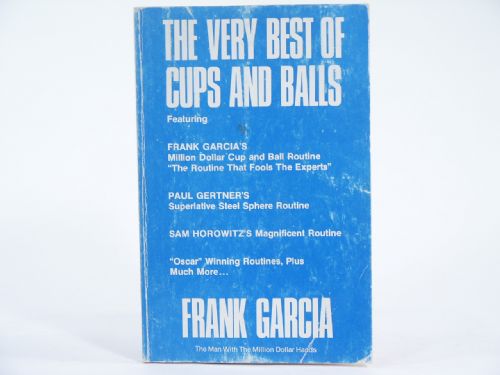 THE VERY BEST OF
CUPS AND BALLS
Featuring
FRANK GARCIA'S
Million Dollar Cup and Ball Routine
"The Routine That Fools The Experts"
PAUL GERTNER'S
Superlative Steel Sphere Routine
SAM HOROWITZ'S Magnificent Routine
"Oscar" Winning Routines, Plus
Much More...
FRANK GARCIA
The Man With The Million Dollar Hands